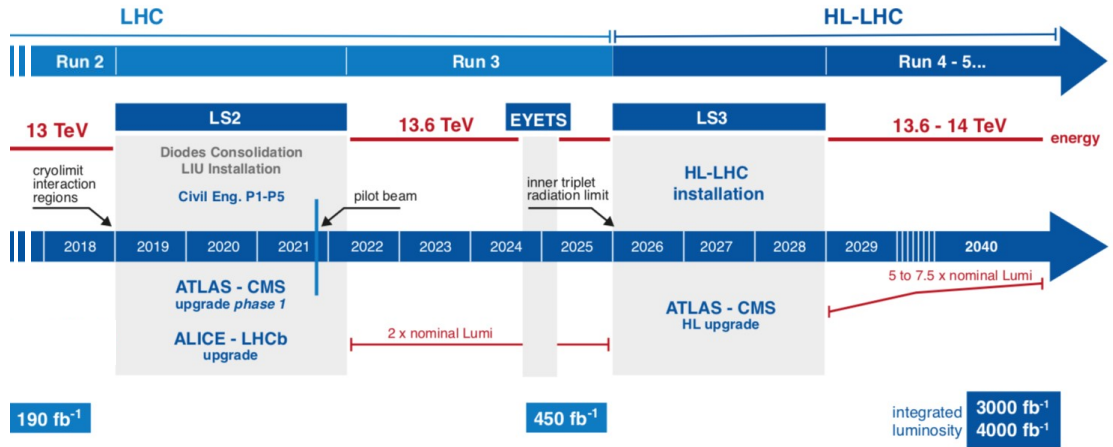 LHC
HL-LHC
Run 2
Run 3
Run 4 - 5...
LS2
EYETS
LS3
13 TeV
13.6 TeV
13.6 - 14 TeV
energy
Diodes Consolidation
LIU Installation
Civil Eng. P1-P5
cryolimit
interaction
regions
pilot beam
inner triplet
radiation limit
HL-LHC
installation
2018
2019
2020
2021
2022
2023
2024
2025
2026
2027
2028
2029
2040
5 to 7.5 x nominal Lumi
ATLAS - CMS
upgrade phase 1
ALICE - LHCb
upgrade
2 x nominal Lumi
ATLAS - CMS
HL upgrade
190 fb⁻¹
450 fb⁻¹
integrated
luminosity
3000 fb⁻¹
4000 fb⁻¹